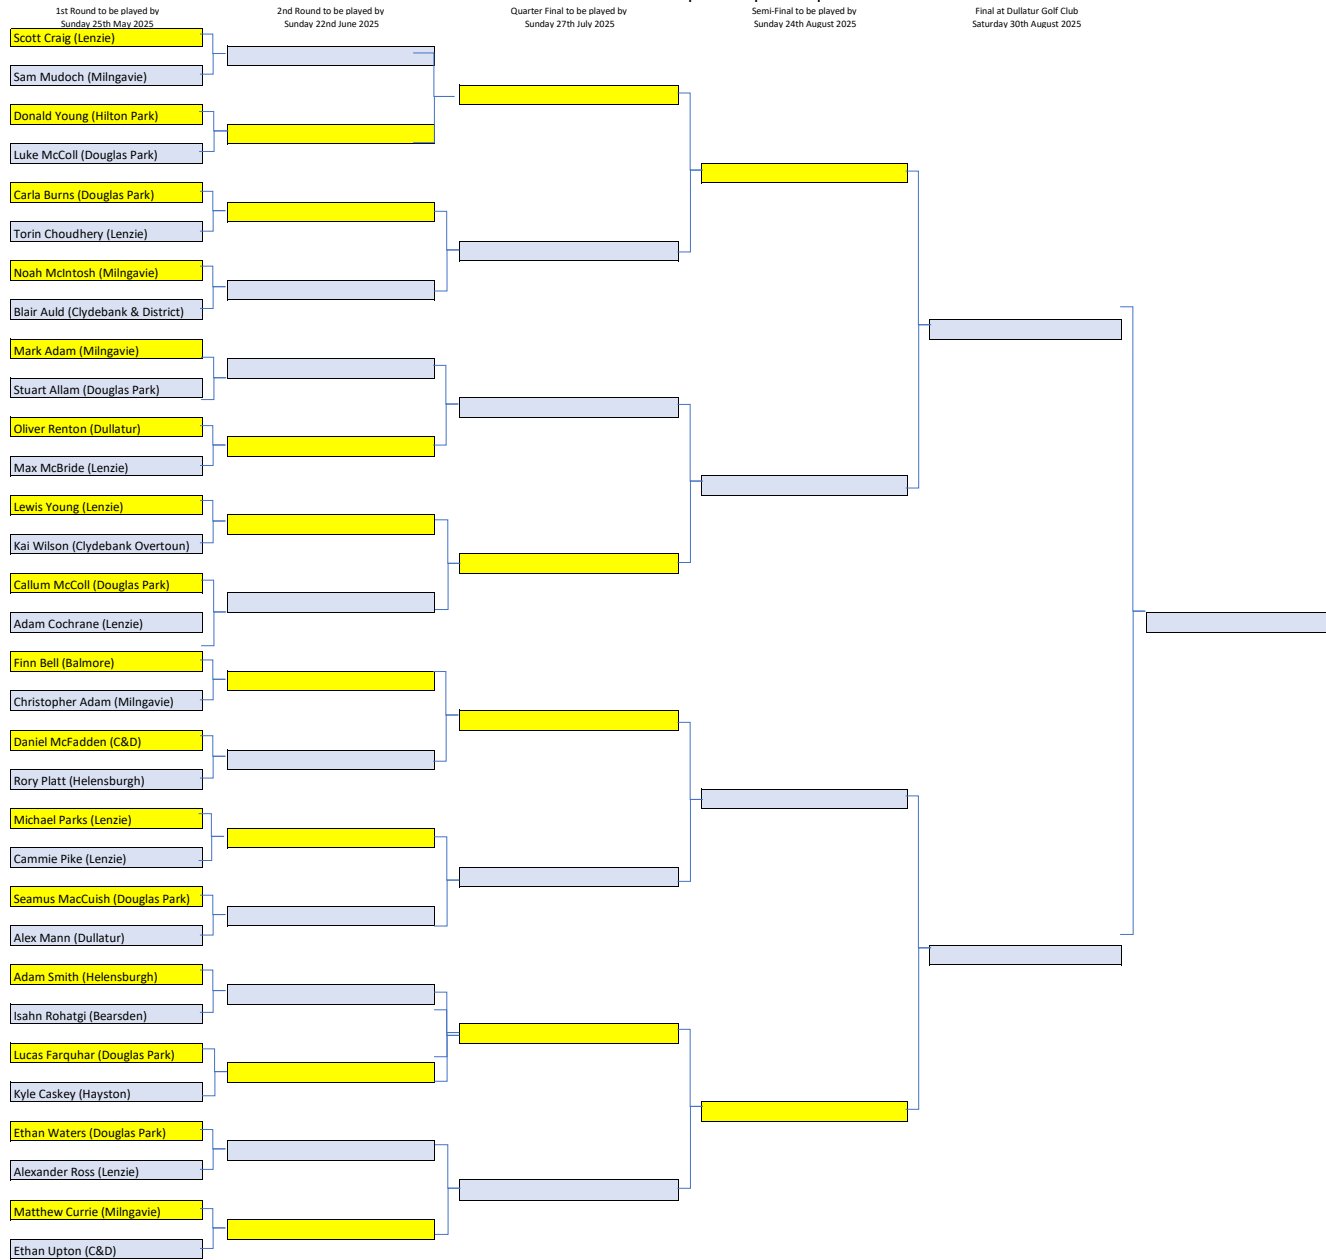 1st Round to be played by
Sunday 25th May 2025
2nd Round to be played by
Sunday 22nd June 2025
Quarter Final to be played by
Sunday 27th July 2025
Semi-Final to be played by
Sunday 24th August 2025
Final at Dullatur Golf Club
Saturday 30th August 2025
Scott Craig (Lenzie)
Sam Mudoch (Milngavie)
Donald Young (Hilton Park)
Luke McColl (Douglas Park)
Carla Burns (Douglas Park)
Torin Choudhery (Lenzie)
Noah McIntosh (Milngavie)
Blair Auld (Clydebank & District)
Mark Adam (Milngavie)
Stuart Allam (Douglas Park)
Oliver Renton (Dullatur)
Max McBride (Lenzie)
Lewis Young (Lenzie)
Kai Wilson (Clydebank Overtoun)
Callum McColl (Douglas Park)
Adam Cochrane (Lenzie)
Finn Bell (Balmore)
Christopher Adam (Milngavie)
Daniel McFadden (C&D)
Rory Platt (Helensburgh)
Michael Parks (Lenzie)
Cammie Pike (Lenzie)
Seamus MacCuish (Douglas Park)
Alex Mann (Dullatur)
Adam Smith (Helensburgh)
Isahn Rohatgi (Bearsden)
Lucas Farquhar (Douglas Park)
Kyle Caskey (Hayston)
Ethan Waters (Douglas Park)
Alexander Ross (Lenzie)
Matthew Currie (Milngavie)
Ethan Upton (C&D)